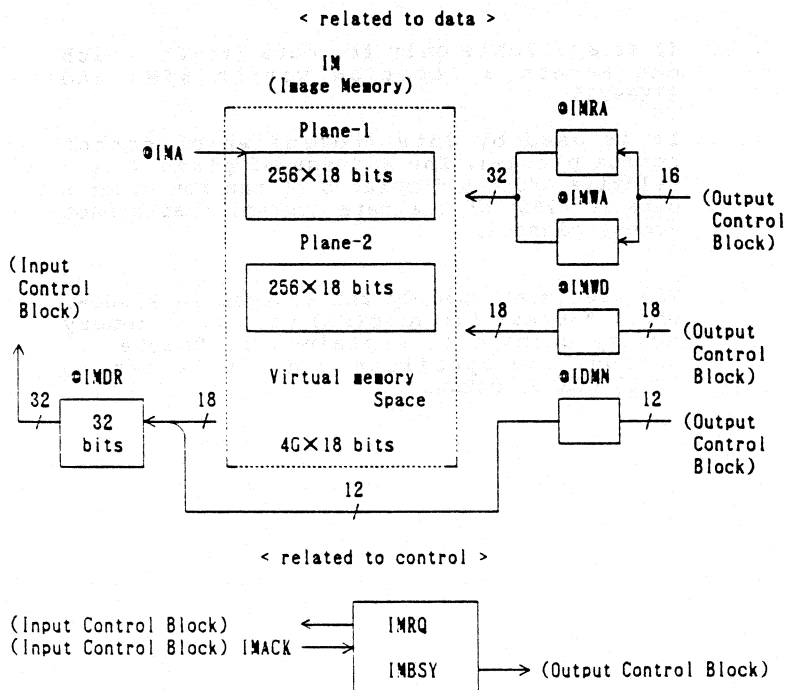 < related to data >
IM
(Image Memory)
Plane-1
@IMA
256×18 bits
Plane-2
256×18 bits
Virtual memory
Space
4G×18 bits
@IMRA
32
16
@IMWA
(Output
Control
Block)
@IMWD
18
18
(Output
Control
Block)
@IDMN
12
(Output
Control
Block)
(Input
Control
Block)
@IMDR
32
32
bits
18
12
< related to control >
(Input Control Block)
IMRQ
(Input Control Block) IMACK
IMBSY
(Output Control Block)